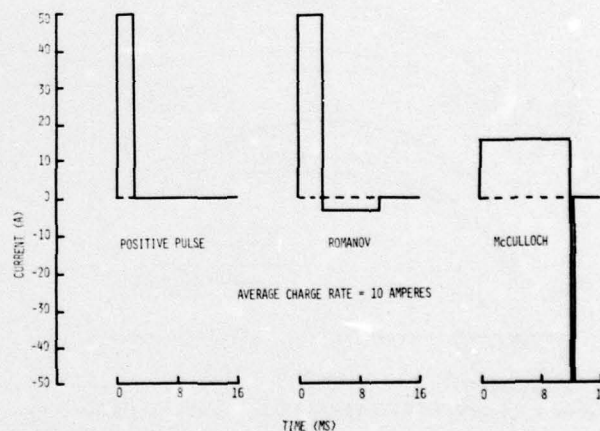 50
40
30
20
10
0
-10
-20
-30
-40
-50
CURRENT (A)
POSITIVE PULSE
ROMANOV
McCULLOCH
AVERAGE CHARGE RATE = 10 AMPERES
0 8 16
0 8 16
0 8
TIME (MS)